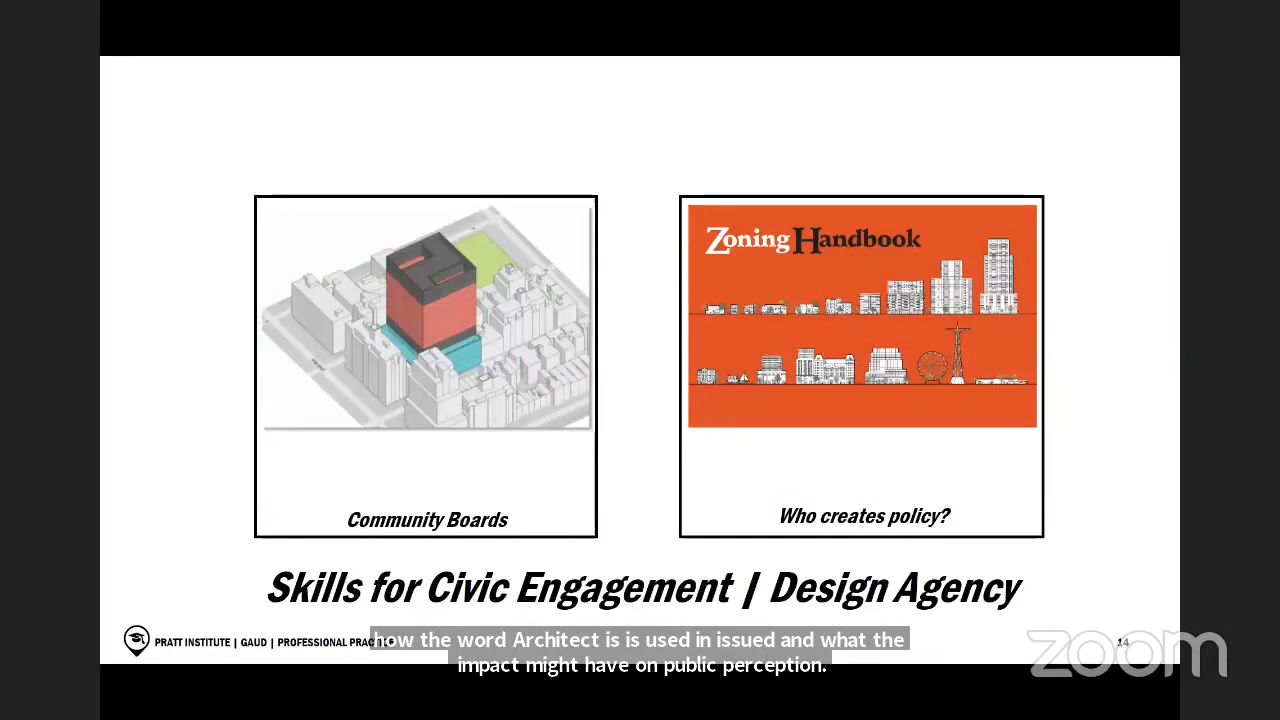 Zoning Handbook
Community Boards
Who creates policy?
Skills for Civic Engagement | Design Agency
PRATT INSTITUTE | GAUD | PROFESSIONAL PRACTICE
14
how the word Architect is is used in issued and what the
impact might have on public perception.
zoom